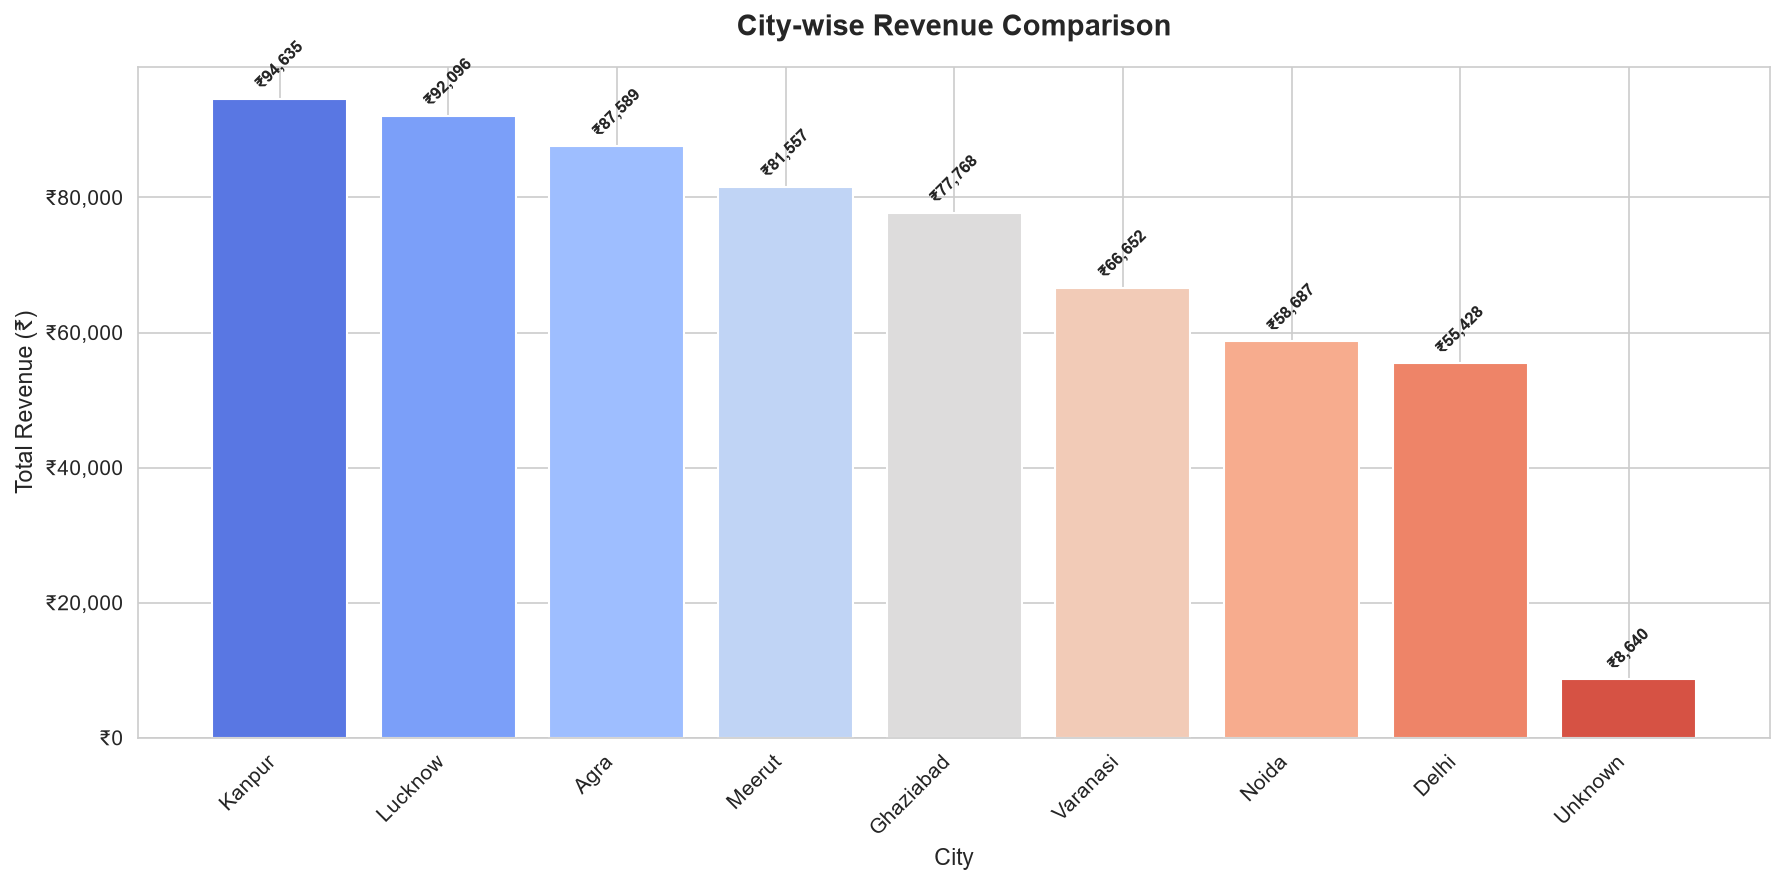 City-wise Revenue Comparison
₹94,635
₹92,096
₹87,589
₹81,557
₹77,768
₹66,652
₹58,687
₹55,428
₹8,640
Total Revenue (₹)
₹80,000
₹60,000
₹40,000
₹20,000
₹0
Kanpur
Lucknow
Agra
Meerut
Ghaziabad
Varanasi
Noida
Delhi
Unknown
City